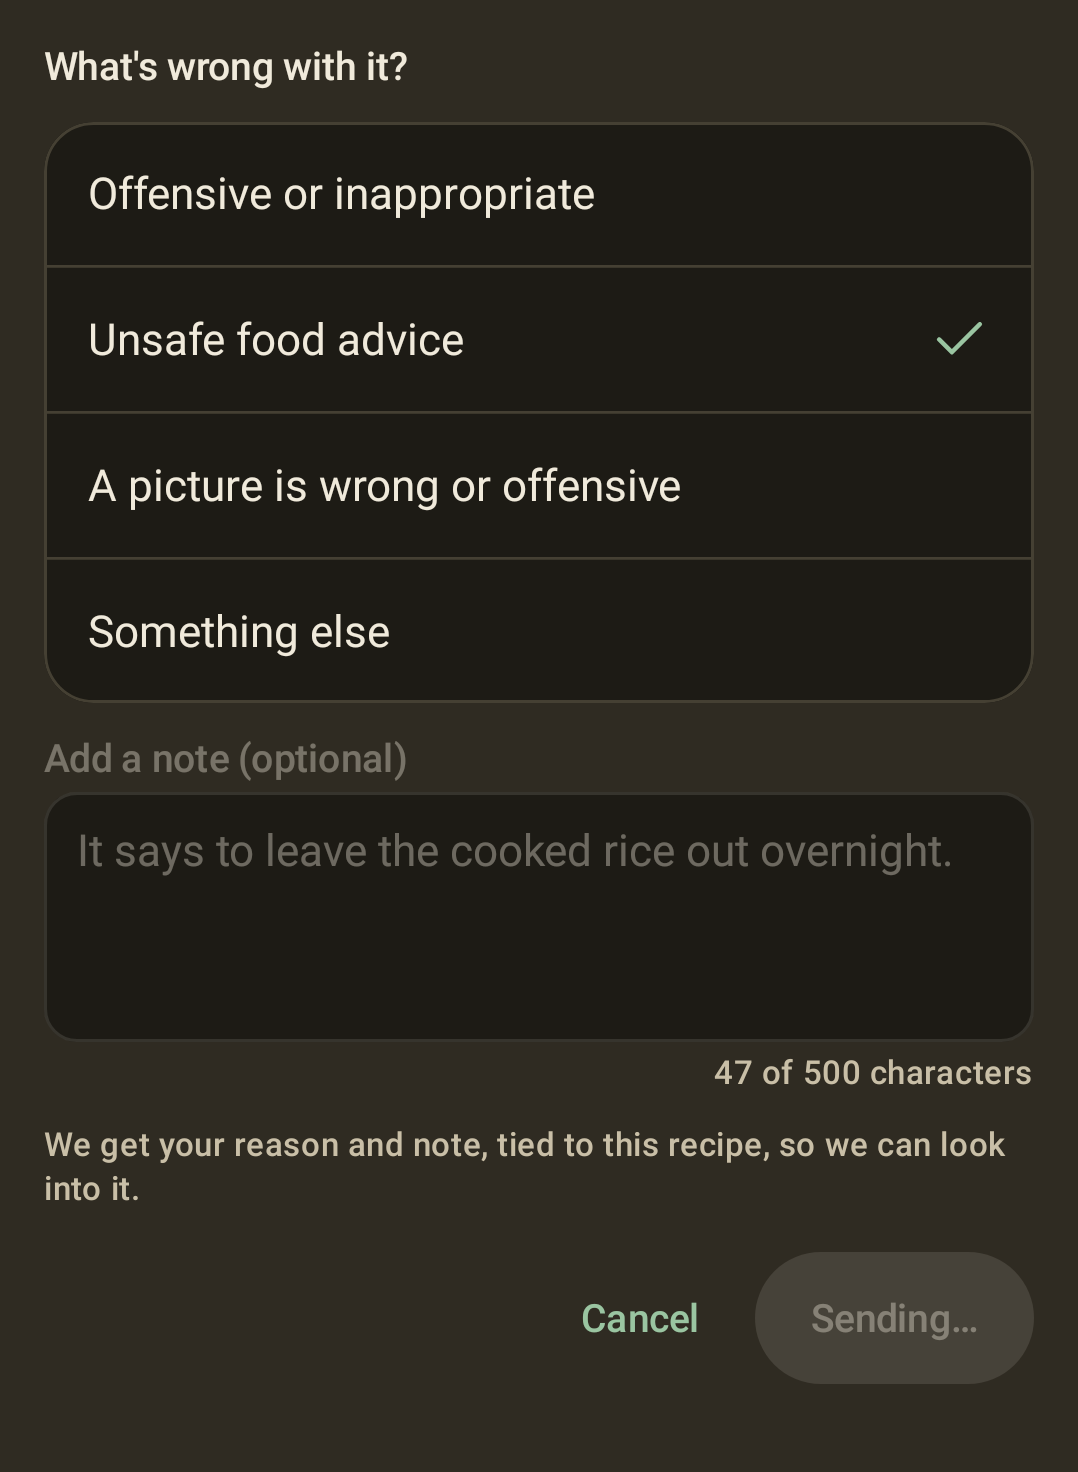 What's wrong with it?
Offensive or inappropriate
Unsafe food advice
A picture is wrong or offensive
Something else
Add a note (optional)
It says to leave the cooked rice out overnight.
47 of 500 characters
We get your reason and note, tied to this recipe, so we can look
into it.
Cancel
Sending…